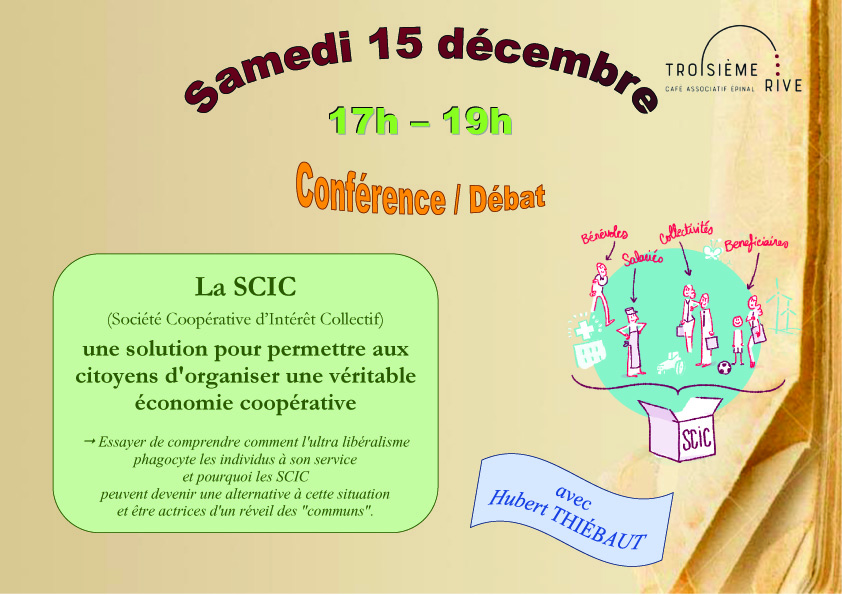 Samedi 15 décembre
TROISIÈME
CAFE ASSOCIATIF EPINAL RIVE
17h – 19h
Conférence / Débat
Bénévoles
Collectivités
Salariés
Beneficiaires
La SCIC
(Société Coopérative d'Intérêt Collectif)
une solution pour permettre aux
citoyens d'organiser une véritable
économie coopérative
→ Essayer de comprendre comment l'ultra libéralisme
phagocyte les individus à son service
et pourquoi les SCIC
peuvent devenir une alternative à cette situation
et être actrices d'un réveil des "communs".
SCIC
avec
Hubert THIÉBAUT